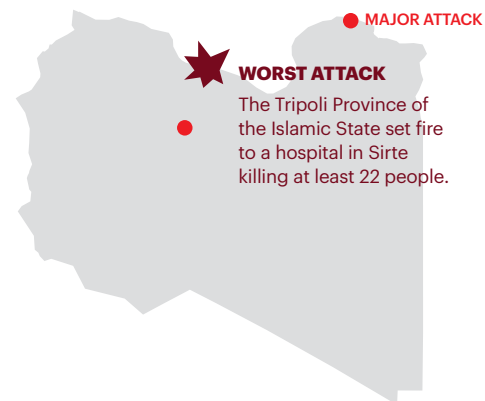 MAJOR ATTACK
WORST ATTACK
The Tripoli Province of
the Islamic State set fire
to a hospital in Sirte
killing at least 22 people.